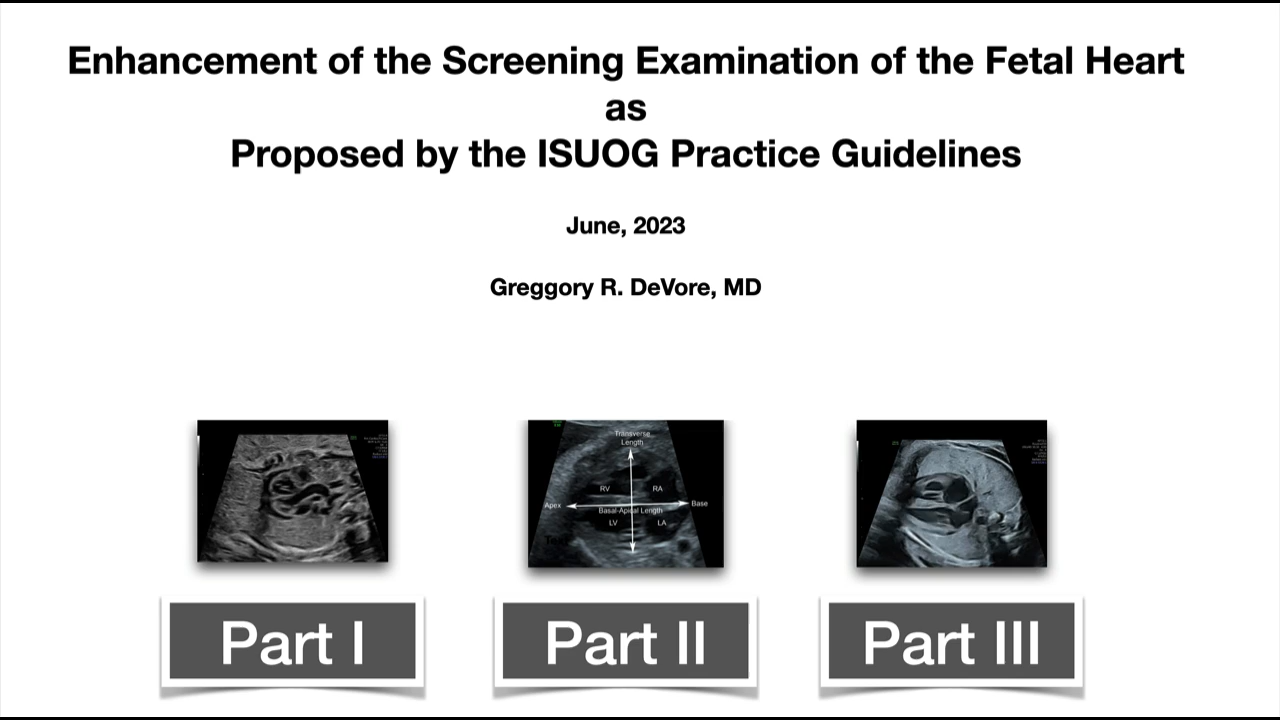 Enhancement of the Screening Examination of the Fetal Heart
as
Proposed by the ISUOG Practice Guidelines
June, 2023
Greggory R. DeVore, MD
Transverse
Length
RV
RA
Apex
Base
Basal-Apical Length
LV
LA
Part I
Part II
Part III